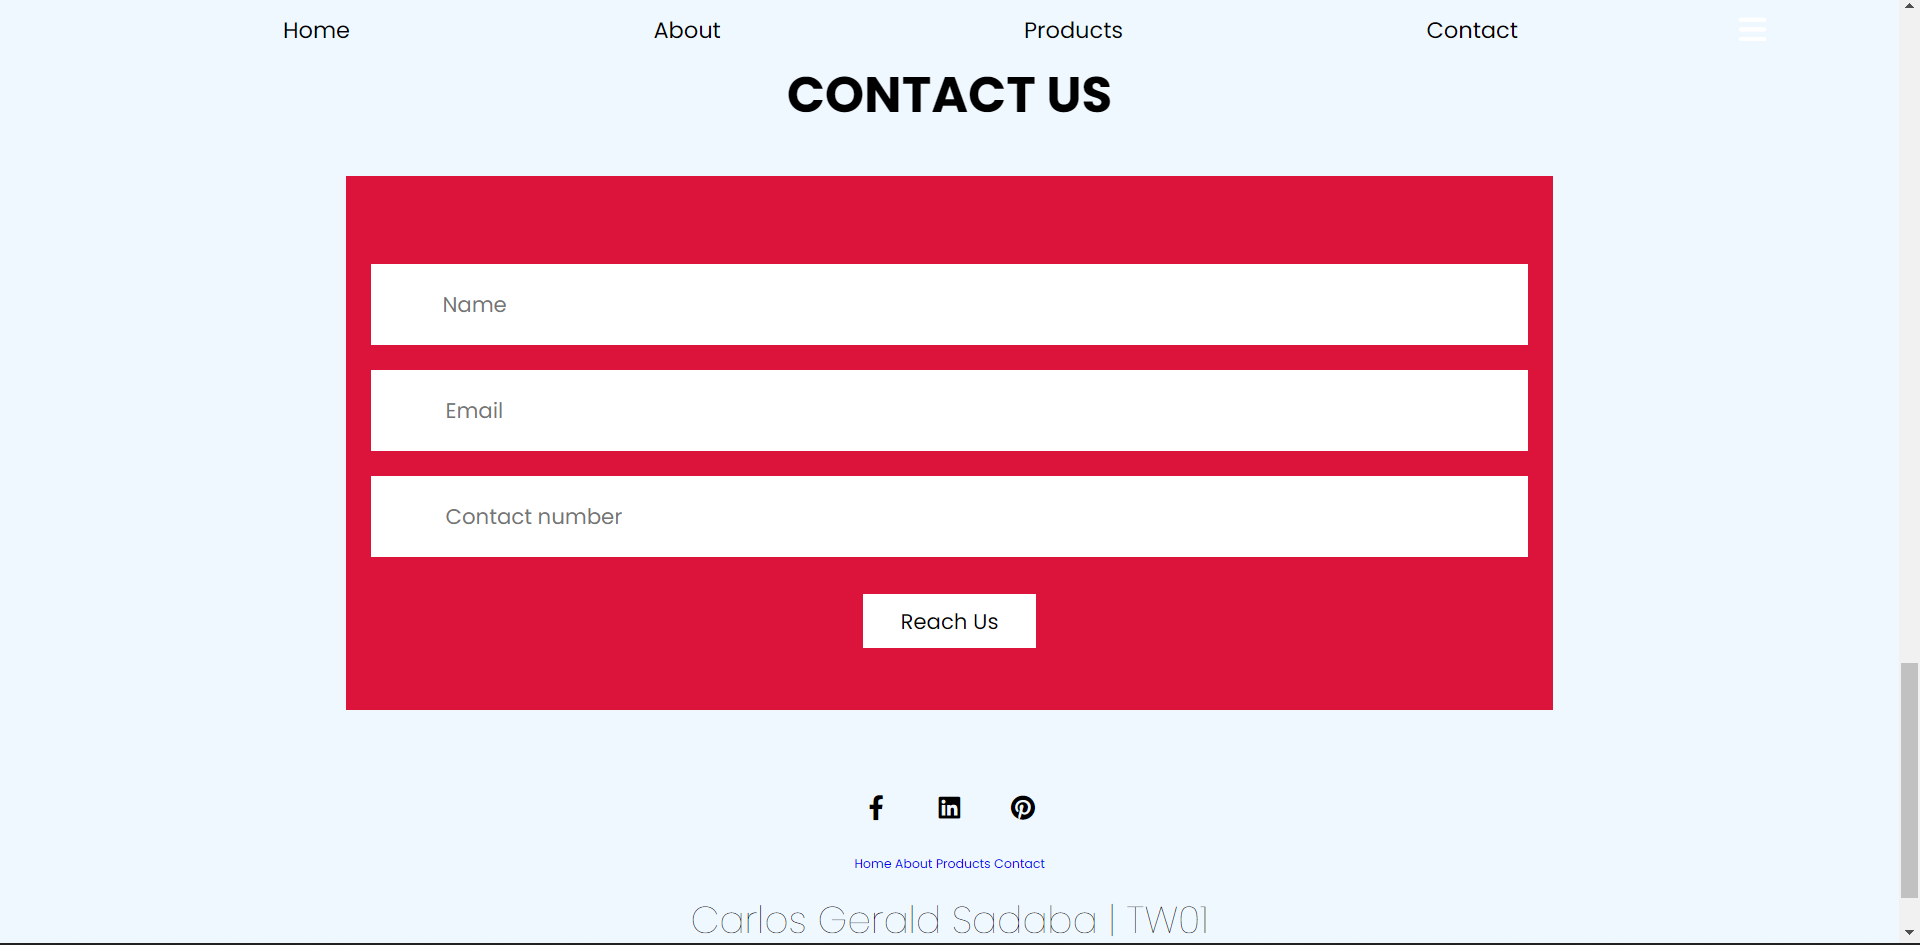 Home About Products Contact
CONTACT US
Name
Email
Contact number
Reach Us
Home About Products Contact
Carlos Gerald Sadaba | TW01